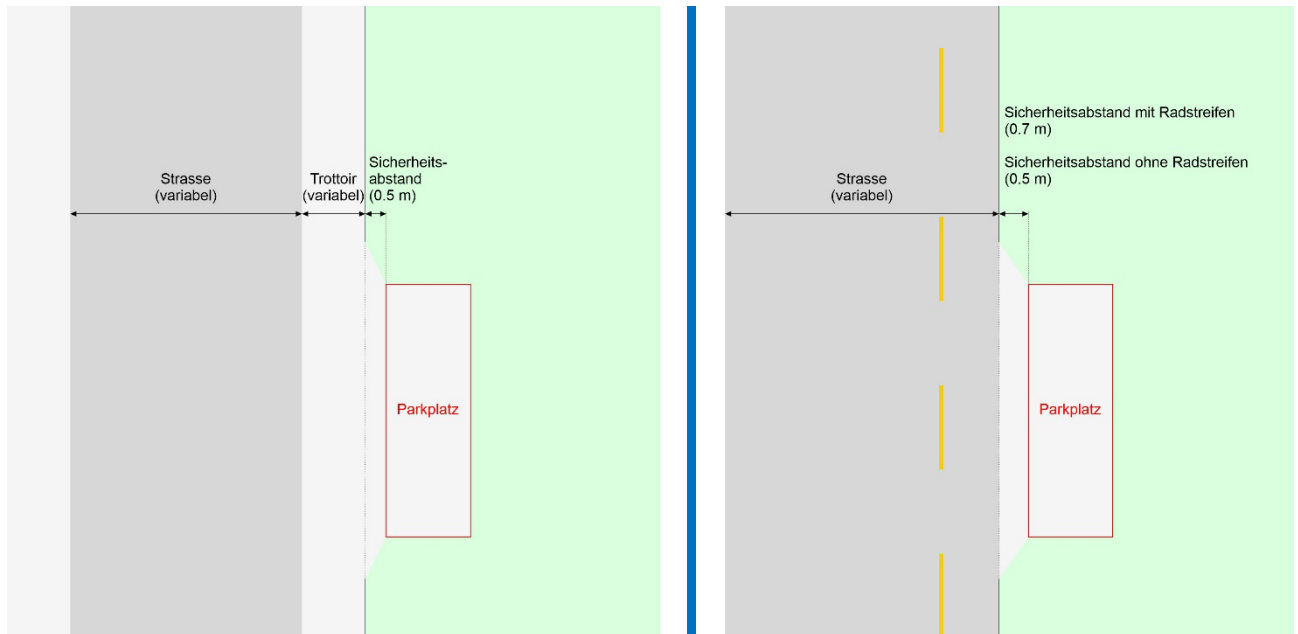 Strasse
(variabel)
Trottoir
(variabel)
Sicherheits-
abstand
(0.5 m)
Parkplatz
Sicherheitsabstand mit Radstreifen
(0.7 m)
Sicherheitsabstand ohne Radstreifen
(0.5 m)
Strasse
(variabel)
Parkplatz